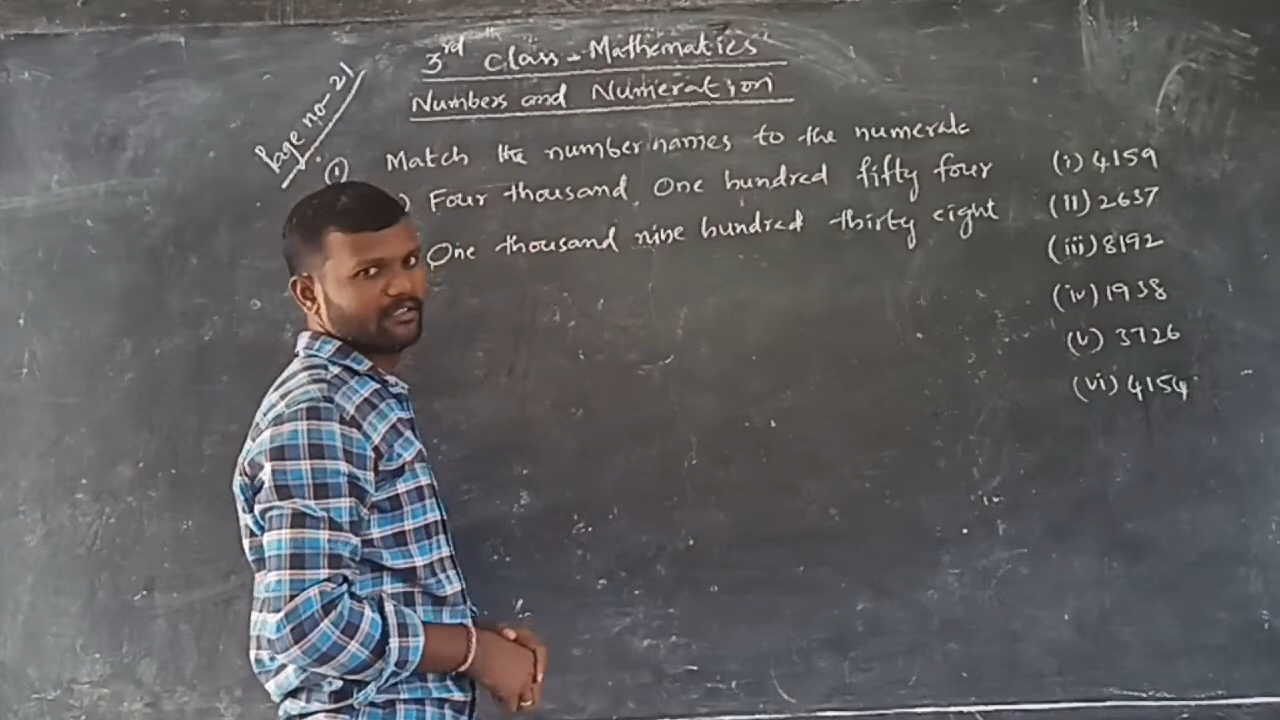 3rd class - Mathematics
Numbers and Numeration
Page no- 21
① Match the number names to the numerals
) Four thousand, One hundred fifty four
One thousand nine hundred thirty eight
(i) 4159
(ii) 2637
(iii) 8192
(iv) 1938
(v) 3726
(vi) 4154